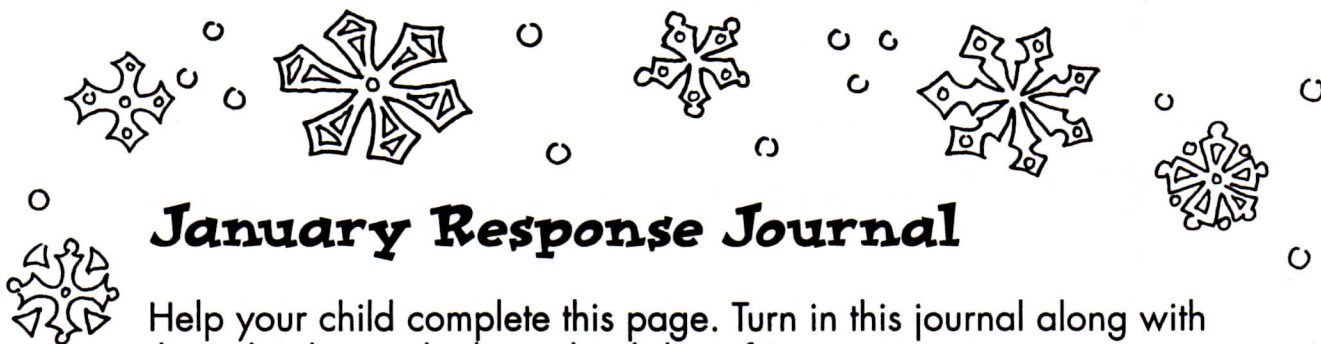 January Response Journal
Help your child complete this page. Turn in this journal along with